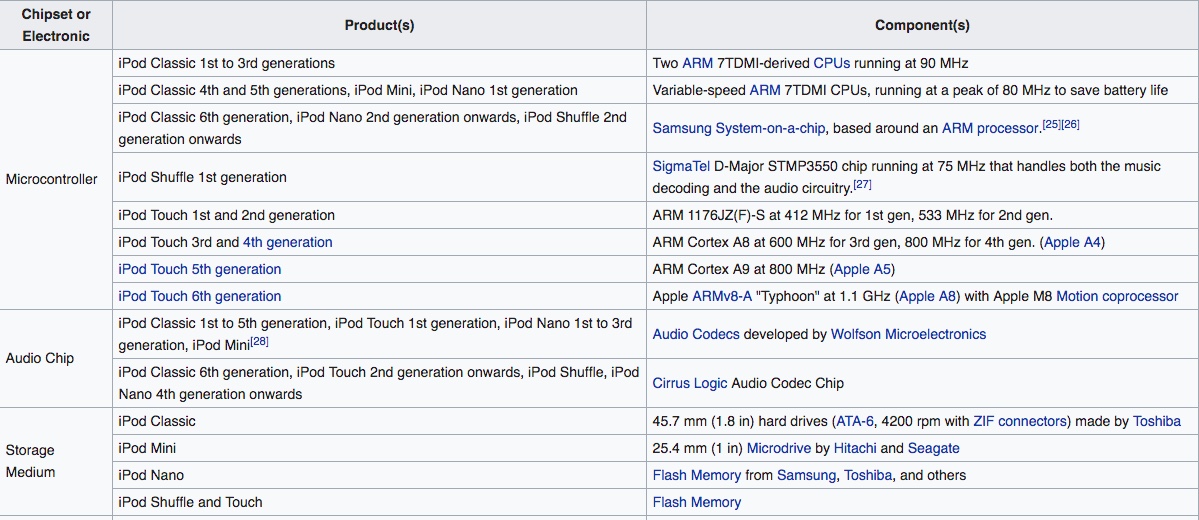 Chipset or
Electronic
Product(s)
Component(s)
Microcontroller
iPod Classic 1st to 3rd generations
Two ARM 7TDMI-derived CPUs running at 90 MHz
iPod Classic 4th and 5th generations, iPod Mini, iPod Nano 1st generation
Variable-speed ARM 7TDMI CPUs, running at a peak of 80 MHz to save battery life
iPod Classic 6th generation, iPod Nano 2nd generation onwards, iPod Shuffle 2nd
generation onwards
Samsung System-on-a-chip, based around an ARM processor.[25][26]
iPod Shuffle 1st generation
SigmaTel D-Major STMP3550 chip running at 75 MHz that handles both the music
decoding and the audio circuitry.[27]
iPod Touch 1st and 2nd generation
ARM 1176JZ(F)-S at 412 MHz for 1st gen, 533 MHz for 2nd gen.
iPod Touch 3rd and 4th generation
ARM Cortex A8 at 600 MHz for 3rd gen, 800 MHz for 4th gen. (Apple A4)
iPod Touch 5th generation
ARM Cortex A9 at 800 MHz (Apple A5)
iPod Touch 6th generation
Apple ARMv8-A "Typhoon" at 1.1 GHz (Apple A8) with Apple M8 Motion coprocessor
Audio Chip
iPod Classic 1st to 5th generation, iPod Touch 1st generation, iPod Nano 1st to 3rd
generation, iPod Mini[28]
Audio Codecs developed by Wolfson Microelectronics
iPod Classic 6th generation, iPod Touch 2nd generation onwards, iPod Shuffle, iPod
Nano 4th generation onwards
Cirrus Logic Audio Codec Chip
Storage
Medium
iPod Classic
45.7 mm (1.8 in) hard drives (ATA-6, 4200 rpm with ZIF connectors) made by Toshiba
iPod Mini
25.4 mm (1 in) Microdrive by Hitachi and Seagate
iPod Nano
Flash Memory from Samsung, Toshiba, and others
iPod Shuffle and Touch
Flash Memory